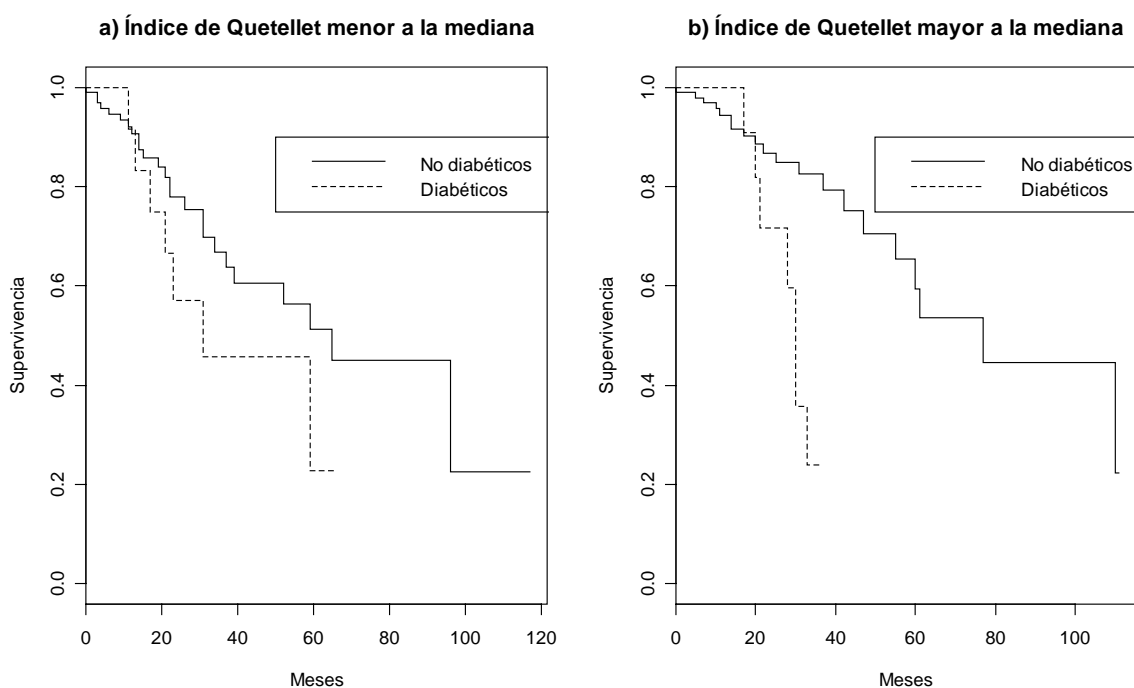 a) Índice de Quetellet menor a la mediana
Supervivencia
1.0
0.8
0.6
0.4
0.2
0.0
No diabéticos
Diabéticos
0 20 40 60 80 100 120
Meses
b) Índice de Quetellet mayor a la mediana
Supervivencia
1.0
0.8
0.6
0.4
0.2
0.0
No diabéticos
Diabéticos
0 20 40 60 80 100
Meses